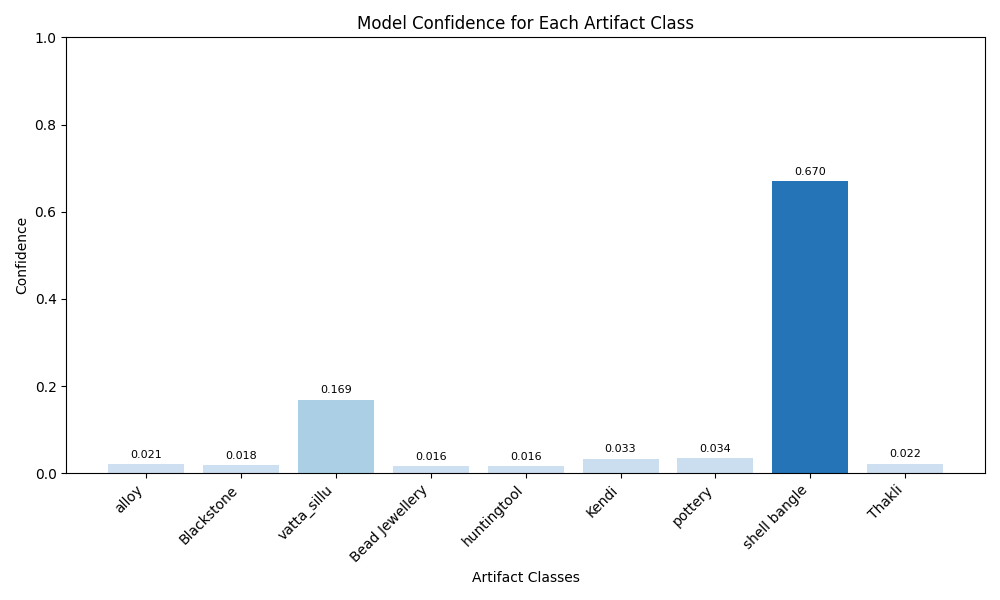 Model Confidence for Each Artifact Class
1.0
0.8
0.6
0.4
0.2
0.0
Confidence
0.021
0.018
0.169
0.016
0.016
0.033
0.034
0.670
0.022
alloy
Blackstone
vatta_sillu
Bead Jewellery
huntingtool
Kendi
pottery
shell bangle
Thakli
Artifact Classes